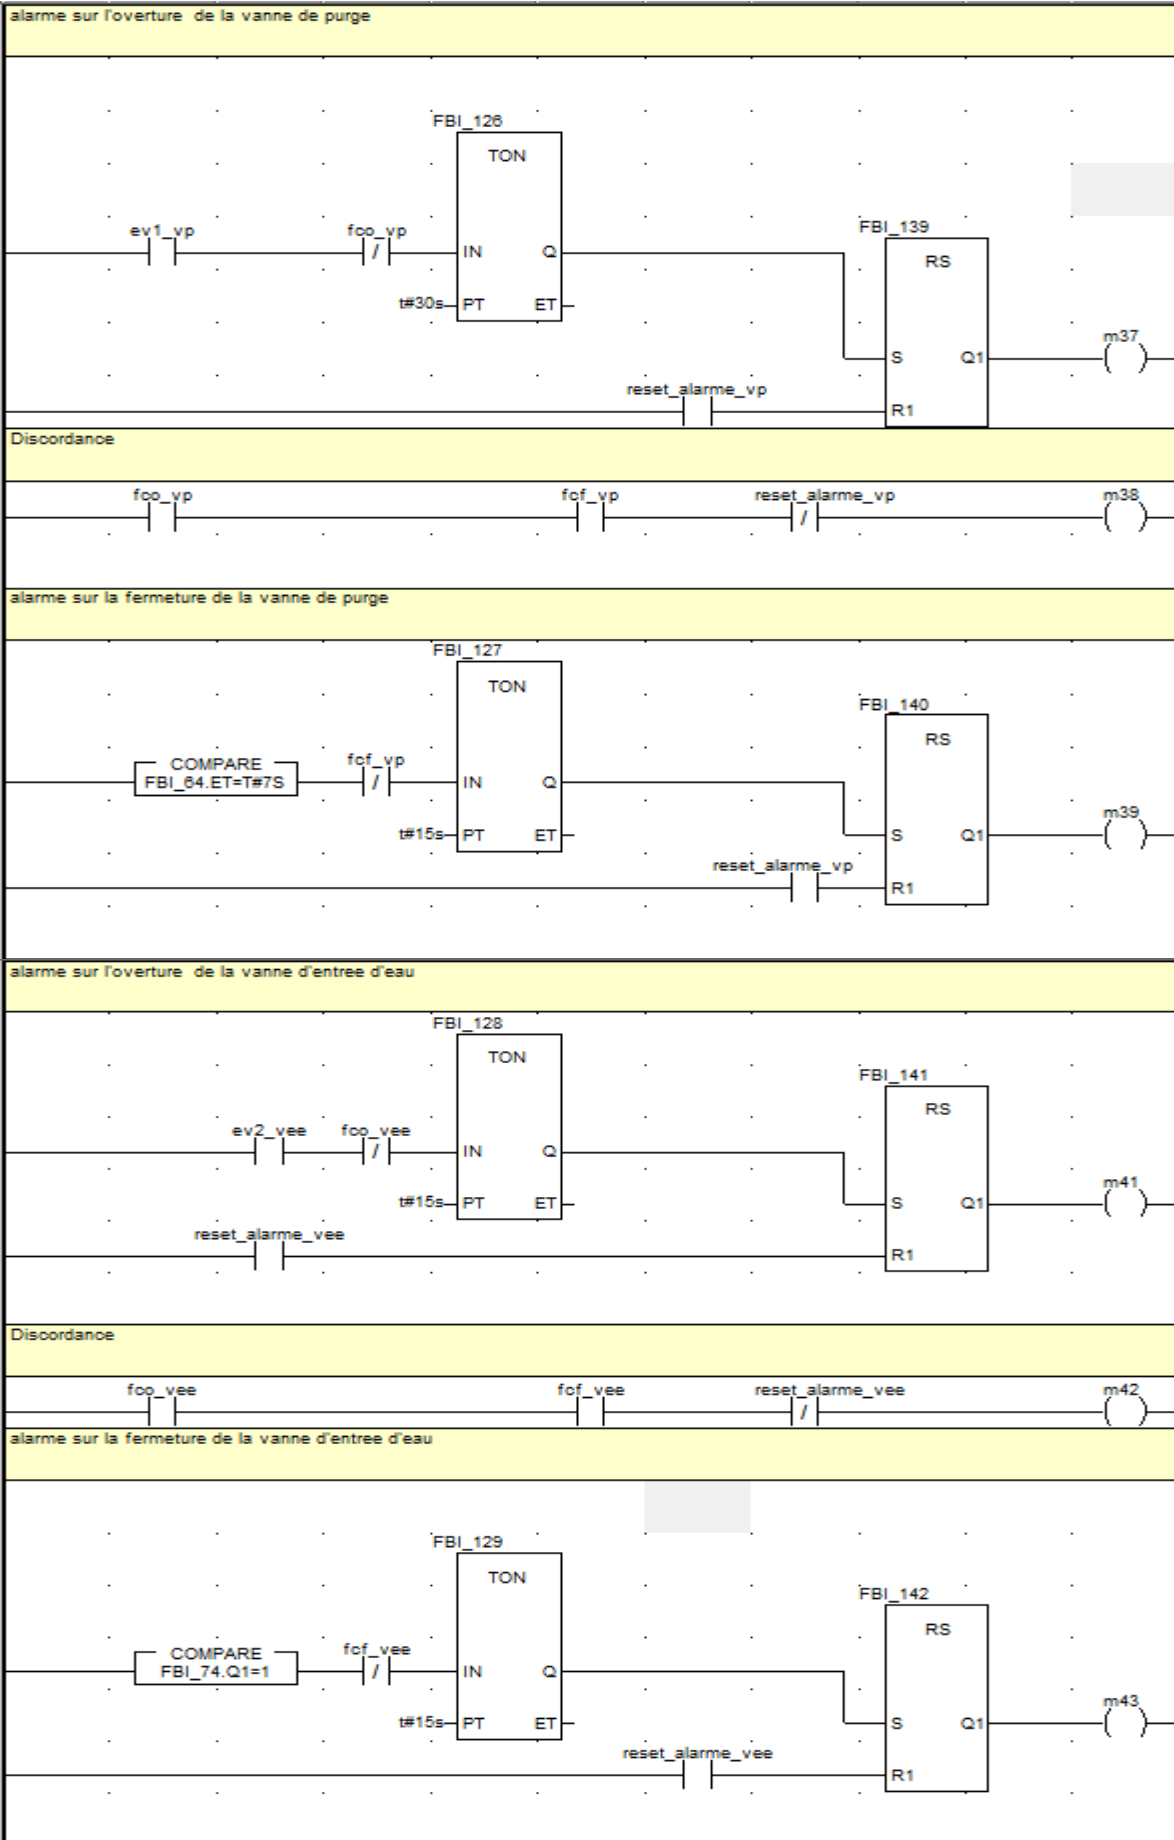 alarme sur l'overture  de la vanne de purge
FBI_126
TON
ev1_vp
fco_vp
IN
Q
t#30s
PT
ET
FBI_139
RS
S
Q1
m37
reset_alarme_vp
R1
Discordance
fco_vp
fcf_vp
reset_alarme_vp
m38
alarme sur la fermeture de la vanne de purge
FBI_127
TON
COMPARE
FBI_64.ET=T#7S
fcf_vp
IN
Q
t#15s
PT
ET
FBI_140
RS
S
Q1
m39
reset_alarme_vp
R1
alarme sur l'overture  de la vanne d'entree d'eau
FBI_128
TON
ev2_vee
fco_vee
IN
Q
t#15s
PT
ET
FBI_141
RS
S
Q1
m41
reset_alarme_vee
R1
Discordance
fco_vee
fcf_vee
reset_alarme_vee
m42
alarme sur la fermeture de la vanne d'entree d'eau
FBI_129
TON
COMPARE
FBI_74.Q1=1
fcf_vee
IN
Q
t#15s
PT
ET
FBI_142
RS
S
Q1
m43
reset_alarme_vee
R1